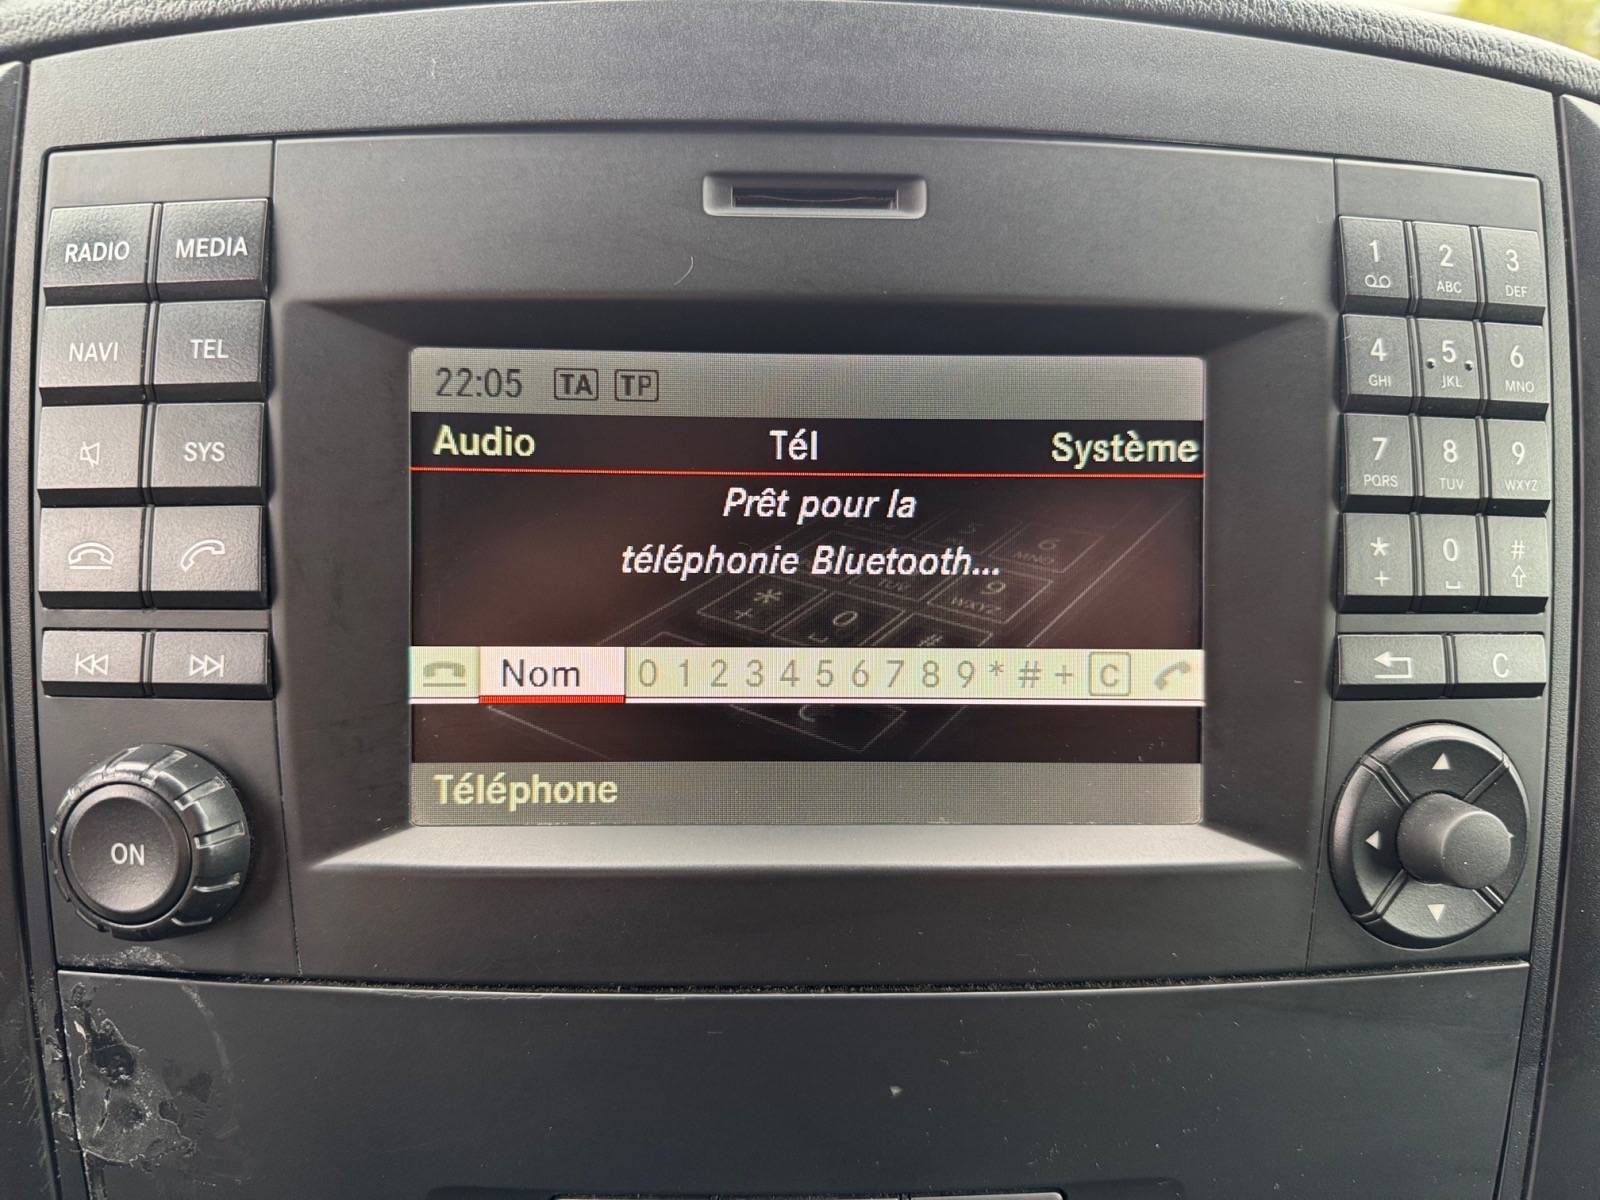 RADIO MEDIA
NAVI TEL
SYS
ON
22:05 TA TP
Audio Tél Système
Prêt pour la
téléphonie Bluetooth...
Nom 0 1 2 3 4 5 6 7 8 9 * # + C
Téléphone
1 2 3
ABC DEF
4 5 6
GHI JKL MNO
7 8 9
PQRS TUV WXYZ
* 0 #
+
C